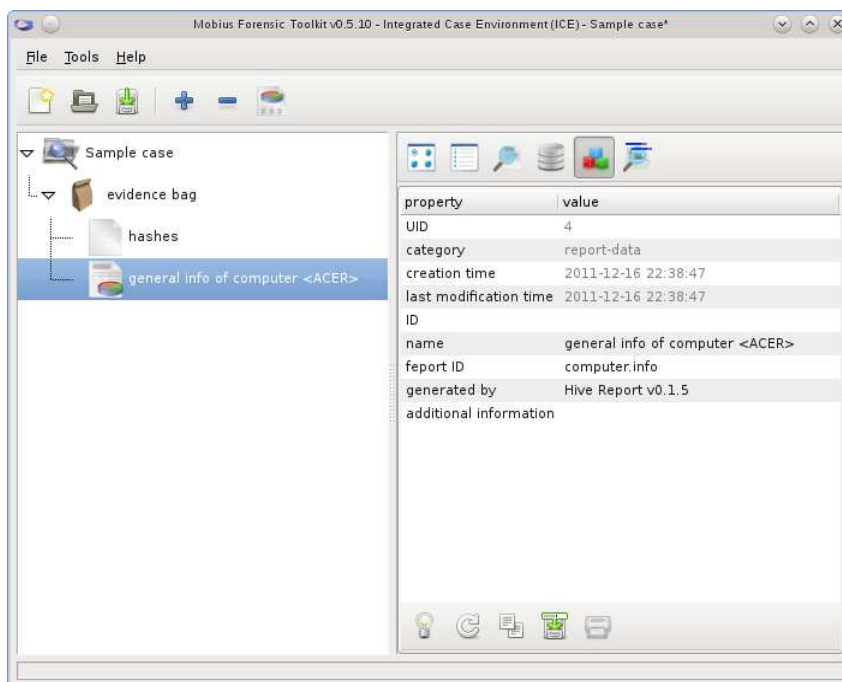 Mobius Forensic Toolkit v0.5.10 - Integrated Case Environment (ICE) - Sample case*
File Tools Help
Sample case
evidence bag
hashes
general info of computer <ACER>
property value
UID 4
category report-data
creation time 2011-12-16 22:38:47
last modification time 2011-12-16 22:38:47
ID
name general info of computer <ACER>
feport ID computer.info
generated by Hive Report v0.1.5
additional information